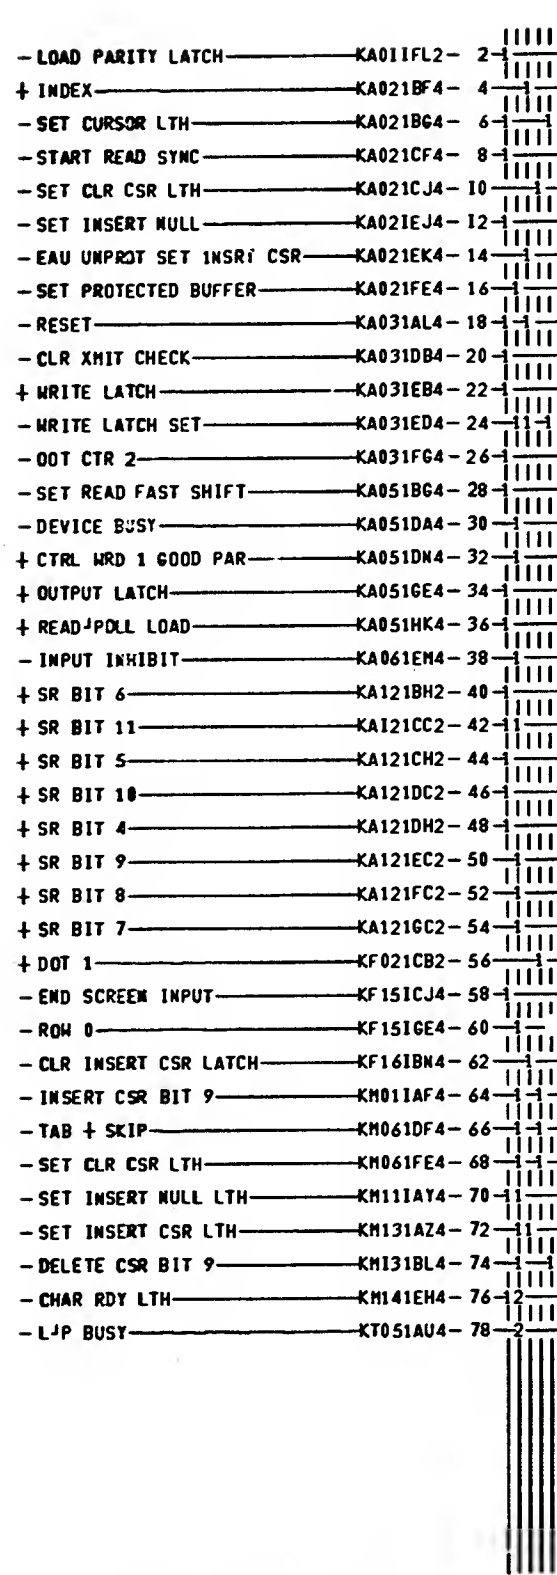 - LOAD PARITY LATCH KA011FL2- 2
+ INDEX KA021BF4- 4
- SET CURSOR LTH KA021BG4- 6
- START READ SYNC KA021CF4- 8
- SET CLR CSR LTH KA021CJ4- 10
- SET INSERT NULL KA021EJ4- 12
- EAU UNPROT SET INSRT CSR KA021EK4- 14
- SET PROTECTED BUFFER KA021FE4- 16
- RESET KA031AL4- 18
- CLR XMIT CHECK KA031DB4- 20
+ WRITE LATCH KA031EB4- 22
- WRITE LATCH SET KA031ED4- 24
- OOT CTR 2 KA031FG4- 26
- SET READ FAST SHIFT KA051BG4- 28
- DEVICE BUSY KA051DA4- 30
+ CTRL WRD 1 GOOD PAR KA051DN4- 32
+ OUTPUT LATCH KA051GE4- 34
+ READ┘POLL LOAD KA051HK4- 36
- INPUT INHIBIT KA061EM4- 38
+ SR BIT 6 KA121BH2- 40
+ SR BIT 11 KA121CC2- 42
+ SR BIT 5 KA121CH2- 44
+ SR BIT 10 KA121DC2- 46
+ SR BIT 4 KA121DH2- 48
+ SR BIT 9 KA121EC2- 50
+ SR BIT 8 KA121FC2- 52
+ SR BIT 7 KA121GC2- 54
+ DOT 1 KF021CB2- 56
- END SCREEN INPUT KF151CJ4- 58
- ROW 0 KF151GE4- 60
- CLR INSERT CSR LATCH KF161BN4- 62
- INSERT CSR BIT 9 KM011AF4- 64
- TAB + SKIP KM061DF4- 66
- SET CLR CSR LTH KM061FE4- 68
- SET INSERT NULL LTH KM111AY4- 70
- SET INSERT CSR LTH KM131AZ4- 72
- DELETE CSR BIT 9 KM131BL4- 74
- CHAR RDY LTH KM141EH4- 76
- L┘P BUSY KT051AU4- 78